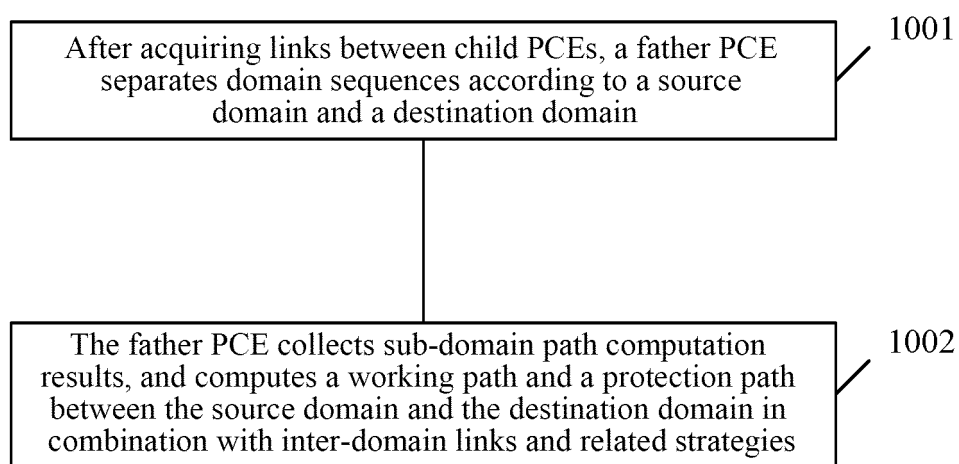 After acquiring links between child PCEs, a father PCE
separates domain sequences according to a source
domain and a destination domain
1001
The father PCE collects sub-domain path computation
results, and computes a working path and a protection path
between the source domain and the destination domain in
combination with inter-domain links and related strategies
1002